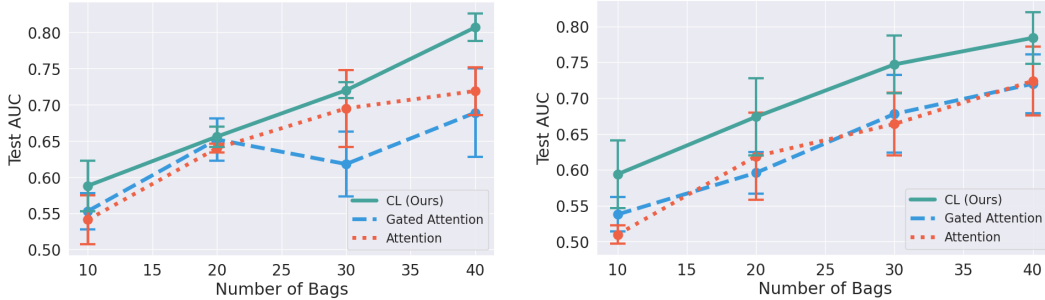 0.80
0.75
0.70
0.65
0.60
0.55
0.50
Test AUC
10 15 20 25 30 35 40
Number of Bags
CL (Ours)
Gated Attention
Attention
0.80
0.75
0.70
0.65
0.60
0.55
0.50
Test AUC
10 15 20 25 30 35 40
Number of Bags
CL (Ours)
Gated Attention
Attention